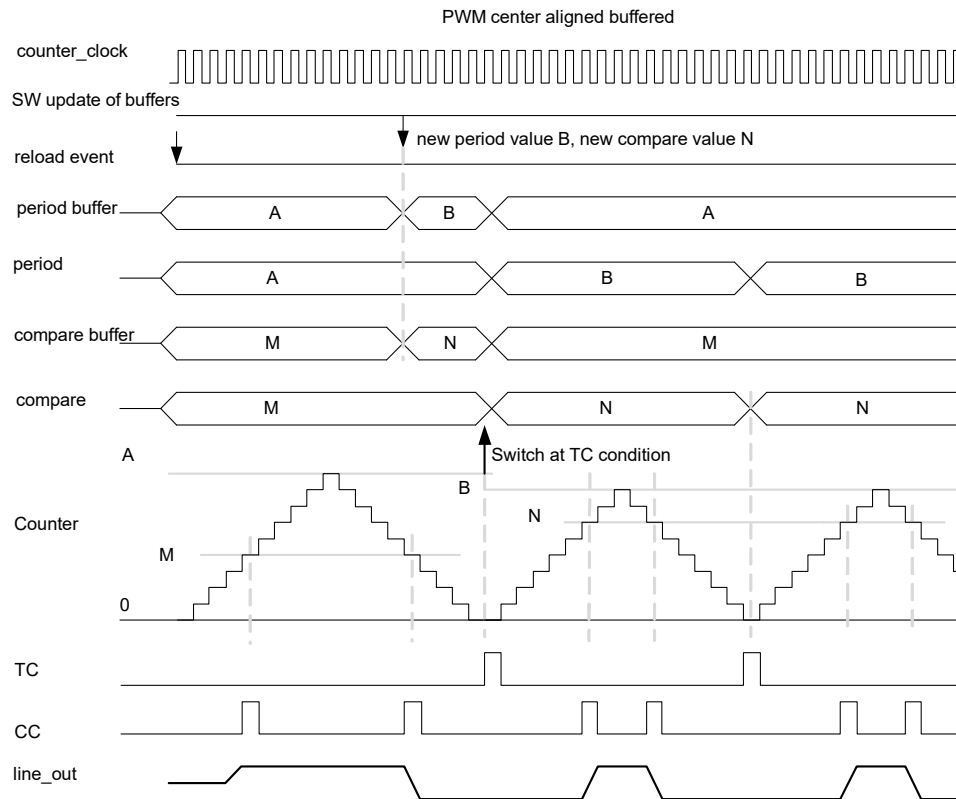 PWM center aligned buffered
counter_clock
SW update of buffers
new period value B, new compare value N
reload event
period buffer
A B A
period
A B B
compare buffer
M N M
compare
M N N
A
Switch at TC condition
B
N
Counter
M
0
TC
CC
line_out